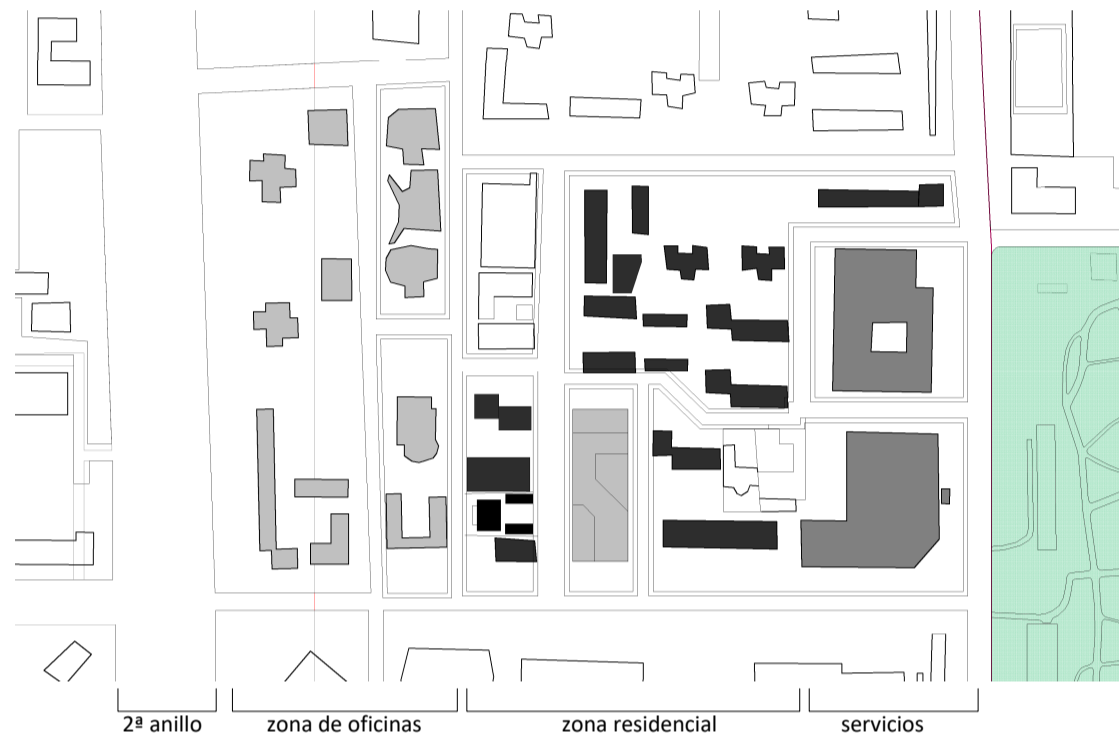 2ª anillo
zona de oficinas
zona residencial
servicios